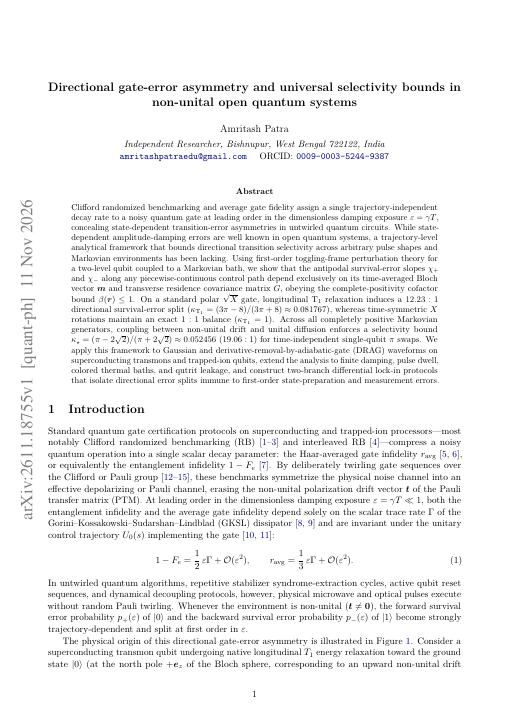 Directional gate-error asymmetry and universal selectivity bounds in
non-unital open quantum systems
Amritash Patra
Independent Researcher, Bishnupur, West Bengal 722122, India
amritashpatraedu@gmail.com ORCID: 0009-0003-5244-9387
Abstract
Clifford randomized benchmarking and average gate fidelity assign a single trajectory-independent
decay rate to a noisy quantum gate at leading order in the dimensionless damping exposure ε = γT,
concealing state-dependent transition-error asymmetries in untwirled quantum circuits. While state-
dependent amplitude-damping errors are well known in open quantum systems, a trajectory-level
analytical framework that bounds directional transition selectivity across arbitrary pulse shapes and
Markovian environments has been lacking. Using first-order toggling-frame perturbation theory for
a two-level qubit coupled to a Markovian bath, we show that the antipodal survival-error slopes χ₊
and χ₋ along any piecewise-continuous control path depend exclusively on its time-averaged Bloch
vector m and transverse residence covariance matrix G, obeying the complete-positivity cofactor
bound β(r) ≤ 1. On a standard polar √X gate, longitudinal T₁ relaxation induces a 12.23 : 1
directional survival-error split (κ_T₁ = (3π − 8)/(3π + 8) ≈ 0.081767), whereas time-symmetric X
rotations maintain an exact 1 : 1 balance (κ_T₁ = 1). Across all completely positive Markovian
generators, coupling between non-unital drift and unital diffusion enforces a selectivity bound
κ⋆ = (π − 2√2)/(π + 2√2) ≈ 0.052456 (19.06 : 1) for time-independent single-qubit π swaps. We
apply this framework to Gaussian and derivative-removal-by-adiabatic-gate (DRAG) waveforms on
superconducting transmons and trapped-ion qubits, extend the analysis to finite damping, pulse duels,
colored thermal baths, and qutrit leakage, and construct two-branch differential lock-in protocols
that isolate directional error splits immune to first-order state-preparation and measurement errors.
1 Introduction
Standard quantum gate certification protocols on superconducting and trapped-ion processors—most
notably Clifford randomized benchmarking (RB) [1–3] and interleaved RB [4]—compress a noisy
quantum operation into a single scalar decay parameter: the Haar-averaged gate infidelity r_avg [5, 6],
or equivalently the entanglement infidelity 1 − F_e [7]. By deliberately twirling gate sequences over
the Clifford or Pauli group [12–15], these benchmarks symmetrize the physical noise channel into an
effective depolarizing or Pauli channel, erasing the non-unital polarization drift vector t of the Pauli
transfer matrix (PTM). At leading order in the dimensionless damping exposure ε = γT ≪ 1, both the
entanglement infidelity and the average gate infidelity depend solely on the scalar trace rate Γ of the
Gorini–Kossakowski–Sudarshan–Lindblad (GKSL) dissipator [8, 9] and are invariant under the unitary
control trajectory U₀(s) implementing the gate [10, 11]:
1 − F_e = 1/2 εΓ + O(ε²), r_avg = 1/3 εΓ + O(ε²). (1)
In untwirled quantum algorithms, repetitive stabilizer syndrome-extraction cycles, active qubit reset
sequences, and dynamical decoupling protocols, however, physical microwave and optical pulses execute
without random Pauli twirling. Whenever the environment is non-unital (t ≠ 0), the forward survival
error probability p₊(ε) of |0⟩ and the backward survival error probability p₋(ε) of |1⟩ become strongly
trajectory-dependent and split at first order in ε.
The physical origin of this directional gate-error asymmetry is illustrated in Figure 1. Consider a
superconducting transmon qubit undergoing native longitudinal T₁ energy relaxation toward the ground
state |0⟩ (at the north pole +e_z of the Bloch sphere, corresponding to an upward non-unital drift
1
arXiv:2611.18755v1 [quant-ph] 11 Nov 2026